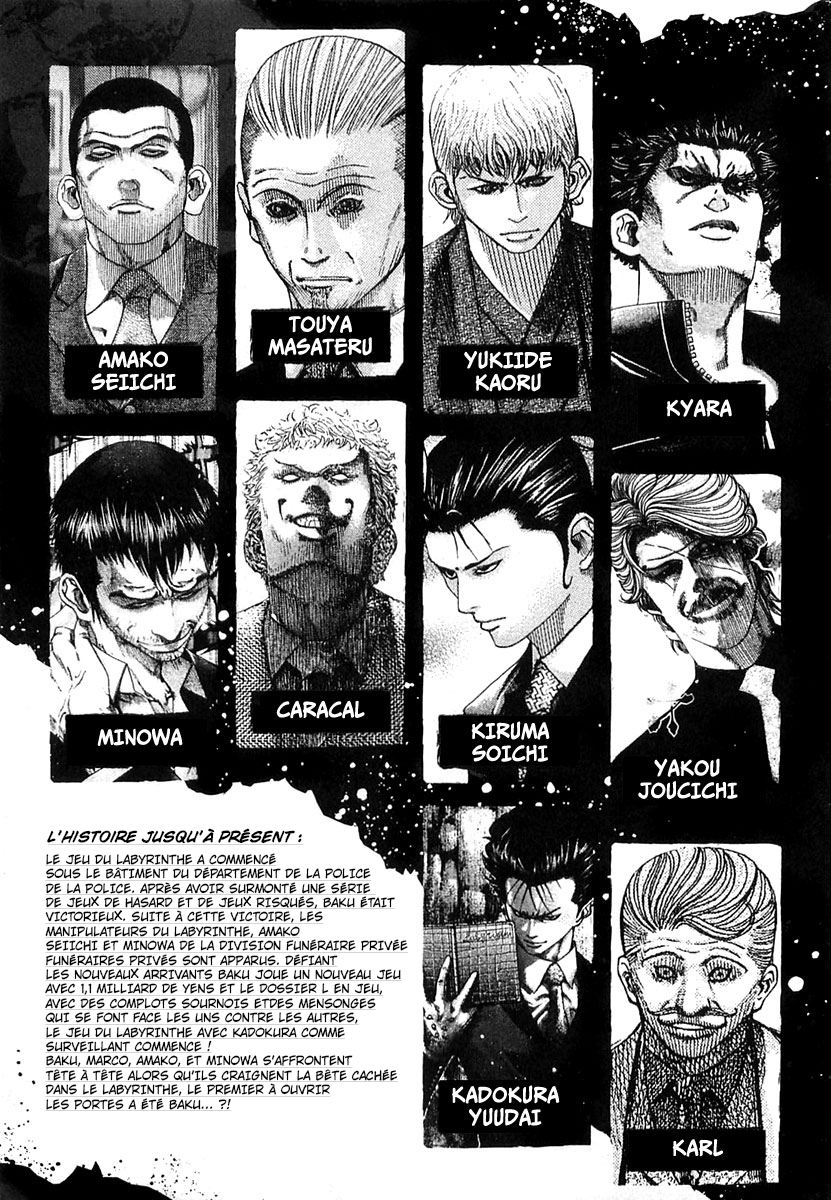 AMAKO
SEIICHI
TOUYA
MASATERU
YUKIIDE
KAORU
KYARA
MINOWA
CARACAL
KIRUMA
SOICHI
YAKOU
JOUCICHI
L'HISTOIRE JUSQU'À PRÉSENT :
LE JEU DU LABYRINTHE A COMMENCÉ
SOUS LE BÂTIMENT DU DÉPARTEMENT DE LA POLICE
DE LA POLICE. APRÈS AVOIR SURMONTÉ UNE SÉRIE
DE JEUX DE HASARD ET DE JEUX RISQUÉS, BAKU ÉTAIT
VICTORIEUX. SUITE À CETTE VICTOIRE, LES
MANIPULATEURS DU LABYRINTHE, AMAKO
SEIICHI ET MINOWA DE LA DIVISION FUNÉRAIRE PRIVÉE
FUNÉRAIRES PRIVÉS SONT APPARUS. DÉFIANT
LES NOUVEAUX ARRIVANTS BAKU JOUE UN NOUVEAU JEU
AVEC 1,1 MILLIARD DE YENS ET LE DOSSIER L EN JEU,
AVEC DES COMPLOTS SOURNOIS ETDES MENSONGES
QUI SE FONT FACE LES UNS CONTRE LES AUTRES,
LE JEU DU LABYRINTHE AVEC KADOKURA COMME
SURVEILLANT COMMENCE !
BAKU, MARCO, AMAKO, ET MINOWA S'AFFRONTENT
TÊTE À TÊTE ALORS QU'ILS CRAIGNENT LA BÊTE CACHÉE
DANS LE LABYRINTHE, LE PREMIER À OUVRIR
LES PORTES A ÉTÉ BAKU... ?!
KADOKURA
YUUDAI
KARL